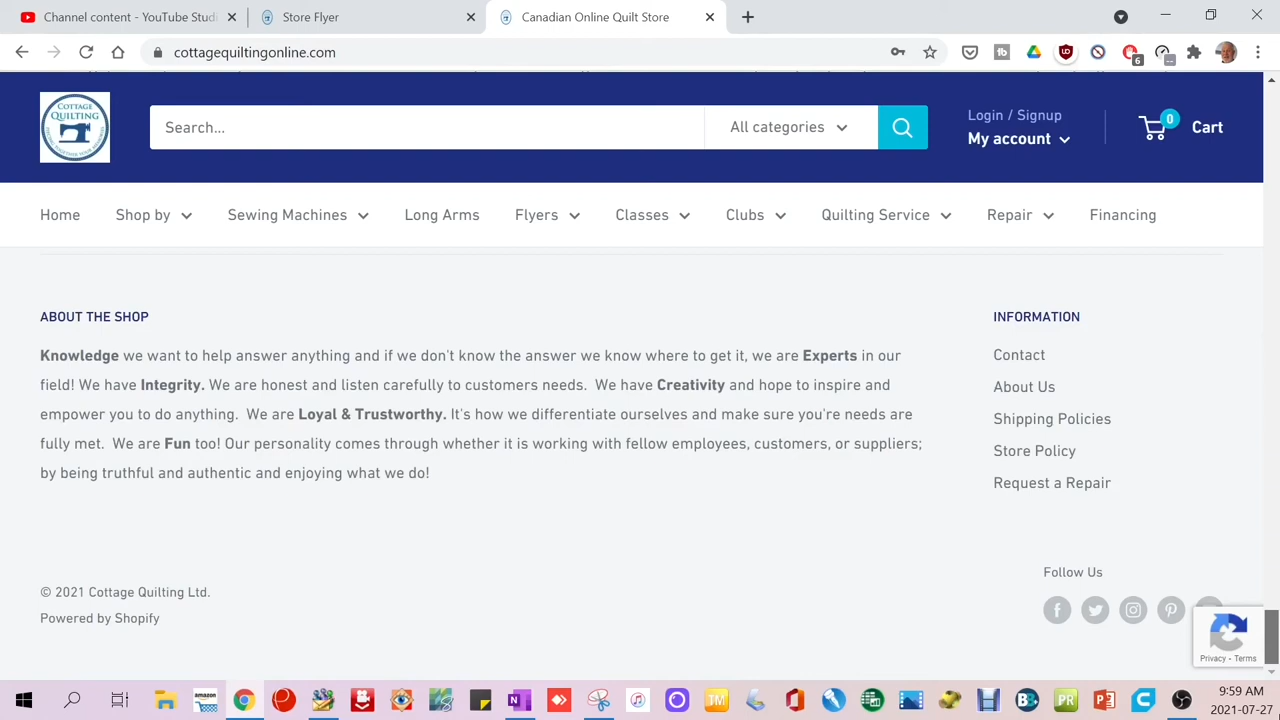 Channel content - YouTube Studi
Store Flyer
Canadian Online Quilt Store
cottagequiltingonline.com
6
COTTAGE
QUILTING
Search...
All categories
Login / Signup
My account
0
Cart
Home
Shop by
Sewing Machines
Long Arms
Flyers
Classes
Clubs
Quilting Service
Repair
Financing
ABOUT THE SHOP
INFORMATION
Knowledge we want to help answer anything and if we don't know the answer we know where to get it, we are Experts in our
field! We have Integrity. We are honest and listen carefully to customers needs.  We have Creativity and hope to inspire and
empower you to do anything.  We are Loyal & Trustworthy. It's how we differentiate ourselves and make sure you're needs are
fully met.  We are Fun too! Our personality comes through whether it is working with fellow employees, customers, or suppliers;
by being truthful and authentic and enjoying what we do!
Contact
About Us
Shipping Policies
Store Policy
Request a Repair
Follow Us
© 2021 Cottage Quilting Ltd.
Powered by Shopify
Privacy - Terms
amazon
TM
PR
9:59 AM
2021-07-27